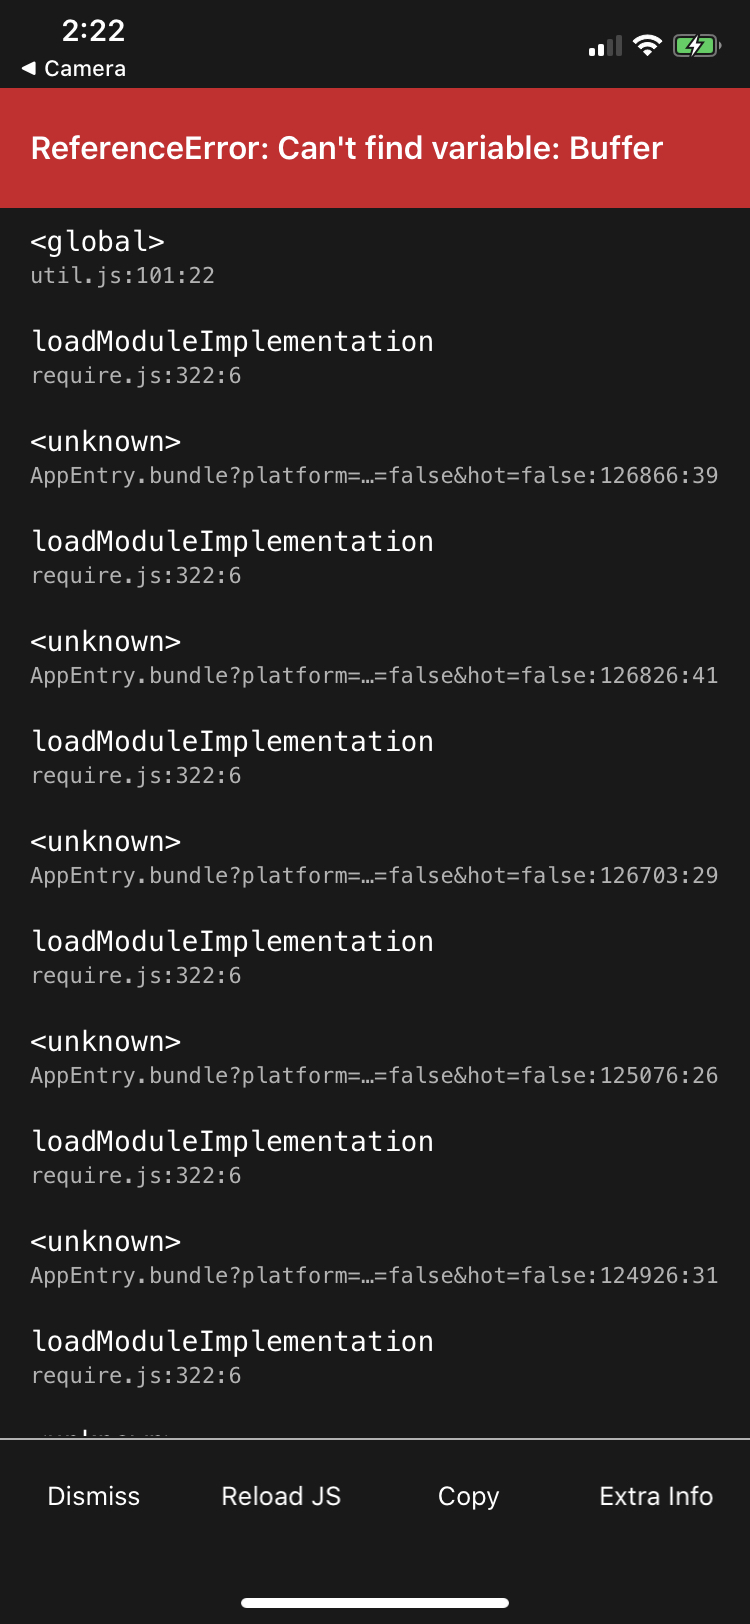 2:22
◀ Camera
ReferenceError: Can't find variable: Buffer
<global>
util.js:101:22
loadModuleImplementation
require.js:322:6
<unknown>
AppEntry.bundle?platform=…=false&hot=false:126866:39
loadModuleImplementation
require.js:322:6
<unknown>
AppEntry.bundle?platform=…=false&hot=false:126826:41
loadModuleImplementation
require.js:322:6
<unknown>
AppEntry.bundle?platform=…=false&hot=false:126703:29
loadModuleImplementation
require.js:322:6
<unknown>
AppEntry.bundle?platform=…=false&hot=false:125076:26
loadModuleImplementation
require.js:322:6
<unknown>
AppEntry.bundle?platform=…=false&hot=false:124926:31
loadModuleImplementation
require.js:322:6
Dismiss Reload JS Copy Extra Info